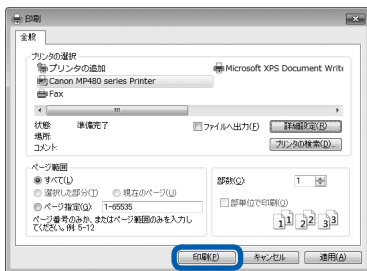 印刷
全般
プリンタの選択
プリンタの追加
Microsoft XPS Document Write
Canon MP480 series Printer
Fax
状態: 準備完了
場所:
コメント:
ファイルへ出力(F)
詳細設定(R)
プリンタの検索(D)...
ページ範囲
すべて(L)
選択した部分(T)
現在のページ(U)
ページ指定(G): 1-65535
ページ番号のみか、またはページ範囲のみを入力し
てください。例 5-12
部数(C): 1
部単位で印刷(O)
11 22 33
印刷(P)
キャンセル
適用(A)